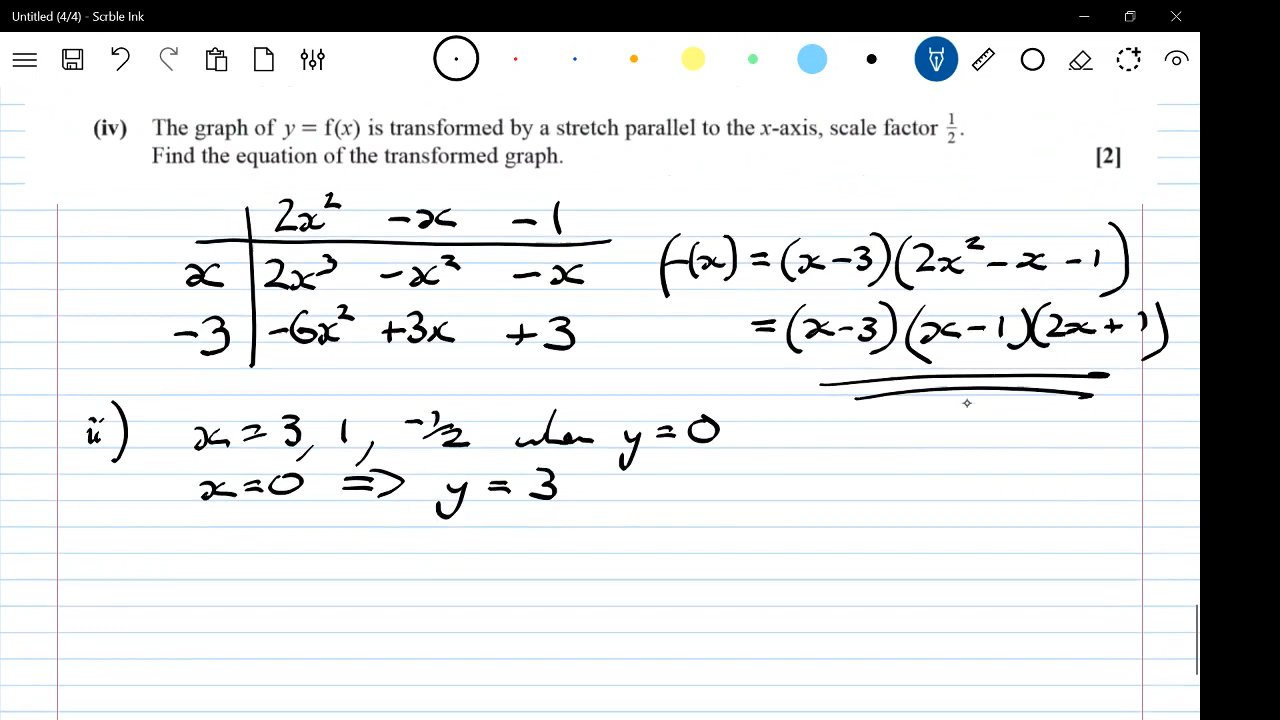 Untitled (4/4) - Scrble Ink
(iv) The graph of y = f(x) is transformed by a stretch parallel to the x-axis, scale factor 1/2.
Find the equation of the transformed graph. [2]
2x² -x -1
x 2x³ -x² -x
-3 -6x² +3x +3
f(x) = (x-3)(2x²-x-1)
= (x-3)(x-1)(2x+1)
ii) x = 3, 1, -1/2 when y = 0
x = 0 => y = 3